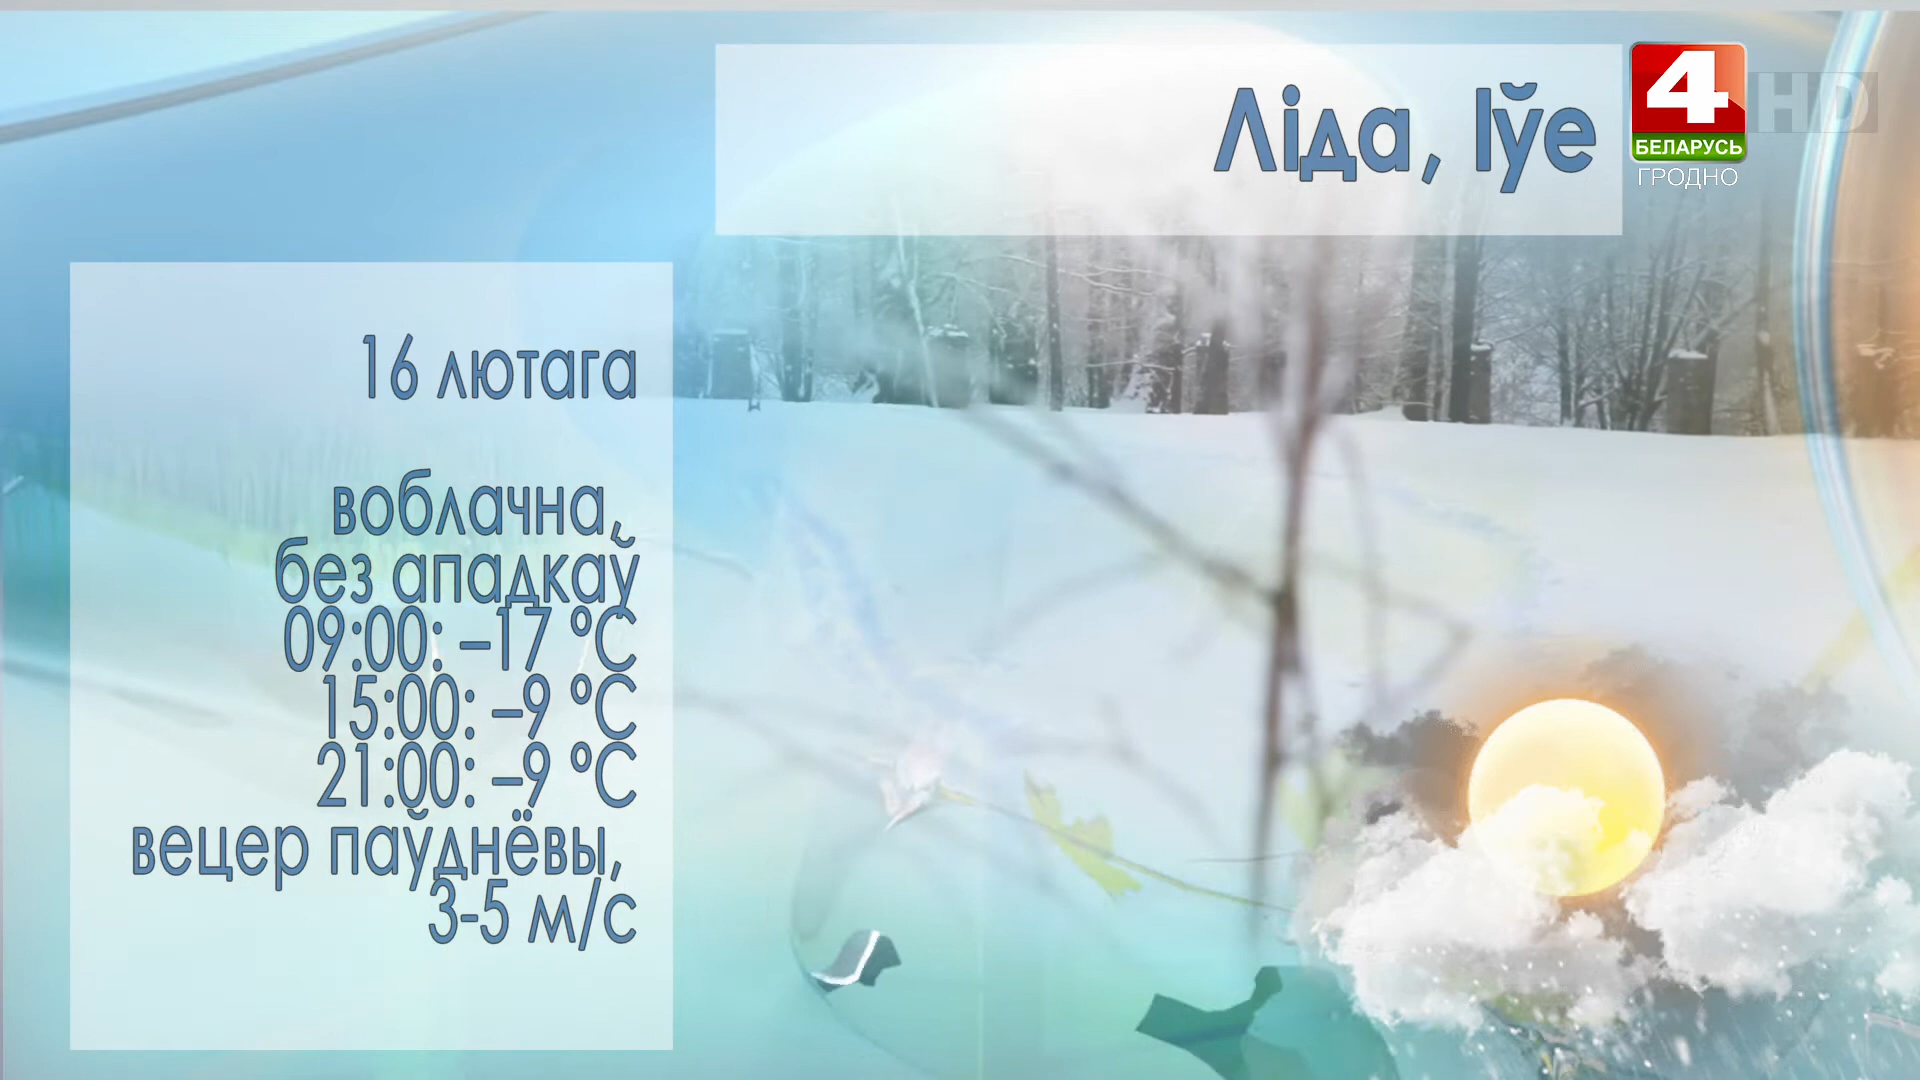 Ліда, Іўе
4 HD
БЕЛАРУСЬ
ГРОДНО
16 лютага
воблачна,
без ападкаў
09:00: –17 °C
15:00: –9 °C
21:00: –9 °C
вецер паўднёвы,
3-5 м/с